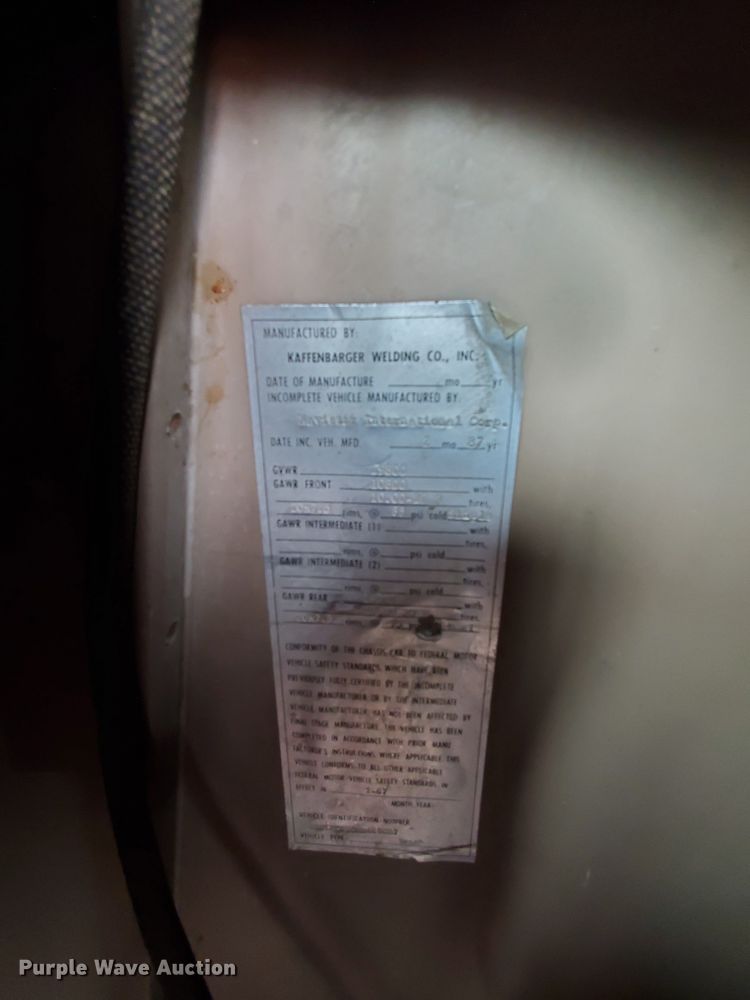 MANUFACTURED BY:
KAFFENBARGER WELDING CO., INC.
DATE OF MANUFACTURE mo yr
INCOMPLETE VEHICLE MANUFACTURED BY:
International Corp.
DATE INC. VEH. MFD. 2 mo 87 yr
GVWR
GAWR FRONT with
tires,
rims, @ psi cold
GAWR INTERMEDIATE (1) with
tires,
rims, @ psi cold
GAWR INTERMEDIATE (2) with
tires,
rims, @ psi cold
GAWR REAR with
tires,
rims, @
CONFORMITY OF THE CHASSIS-CAB TO FEDERAL MOTOR
VEHICLE SAFETY STANDARDS, WHICH HAVE BEEN
PREVIOUSLY FULLY CERTIFIED BY THE INCOMPLETE
VEHICLE MANUFACTURER OR BY THE INTERMEDIATE
VEHICLE MANUFACTURER HAS NOT BEEN AFFECTED BY
FINAL STAGE MANUFACTURE. THE VEHICLE HAS BEEN
COMPLETED IN ACCORDANCE WITH PRIOR MANU
FACTURER'S INSTRUCTIONS WHERE APPLICABLE. THIS
VEHICLE CONFORMS TO ALL OTHER APPLICABLE
FEDERAL MOTOR VEHICLE SAFETY STANDARDS IN
EFFECT IN
MONTH YEAR
VEHICLE IDENTIFICATION NUMBER
VEHICLE TYPE
Purple Wave Auction